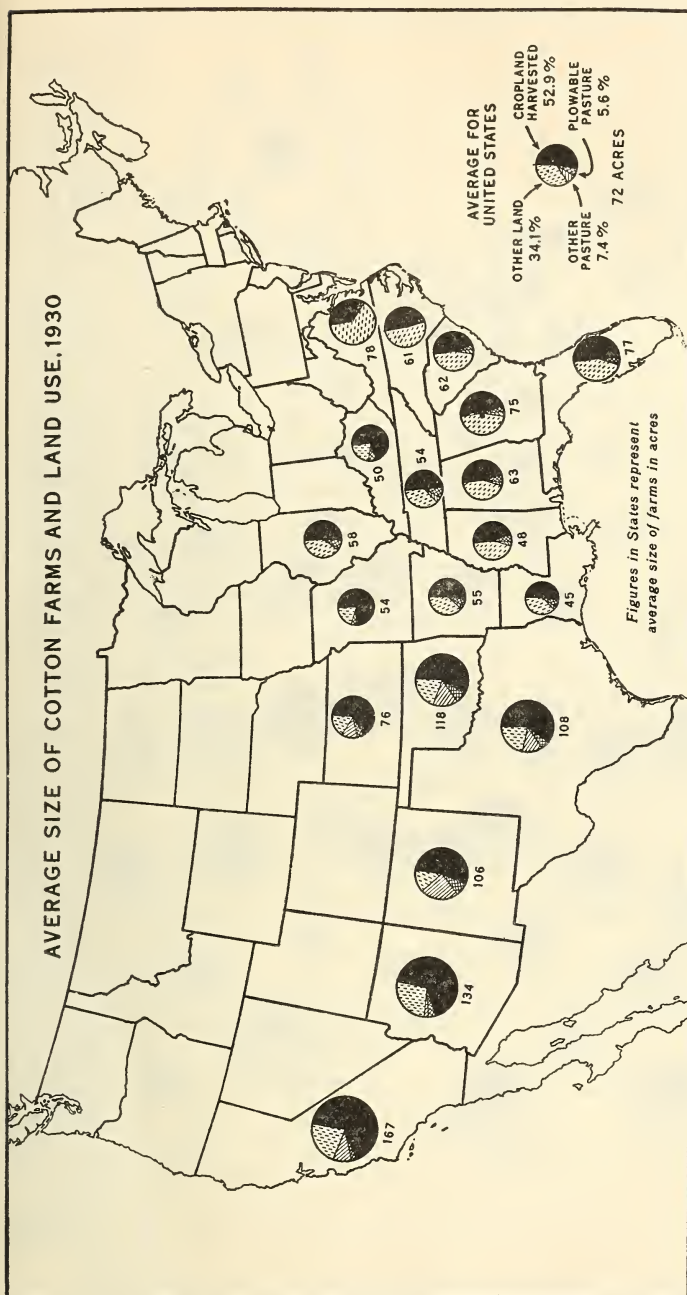 AVERAGE SIZE OF COTTON FARMS AND LAND USE, 1930
167
134
106
108
76
118
54
55
45
58
48
50
54
63
75
78
61
62
77
AVERAGE FOR
UNITED STATES
OTHER LAND
34.1%
CROPLAND
HARVESTED
52.9%
OTHER
PASTURE
7.4%
PLOWABLE
PASTURE
5.6%
72 ACRES
Figures in States represent
average size of farms in acres